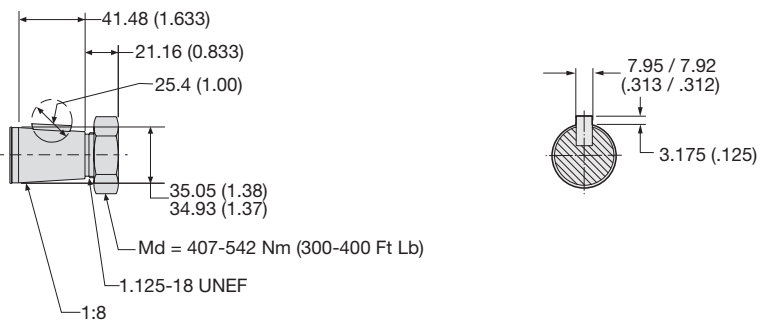 41.48 (1.633)
21.16 (0.833)
25.4 (1.00)
35.05 (1.38)
34.93 (1.37)
Md = 407-542 Nm (300-400 Ft Lb)
1.125-18 UNEF
1:8
7.95 / 7.92
(.313 / .312)
3.175 (.125)